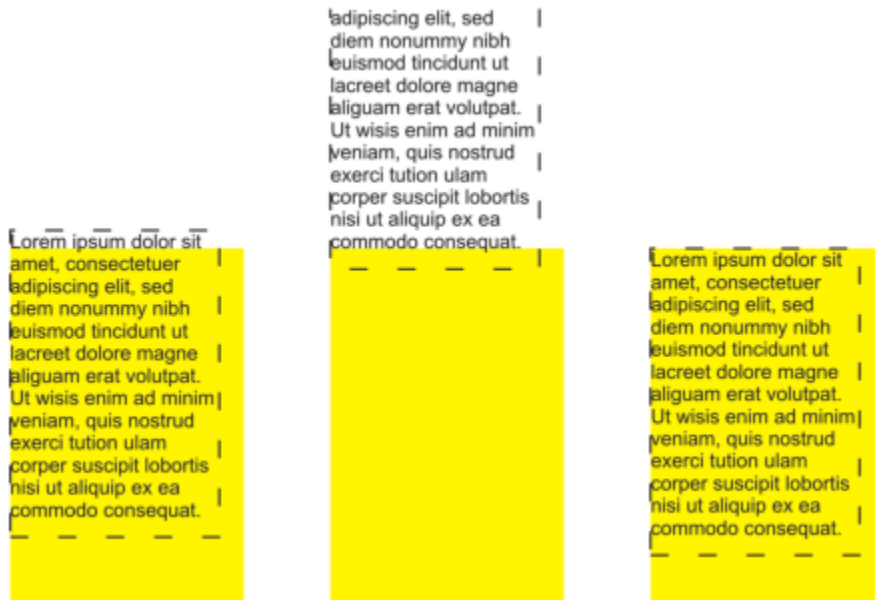 Lorem ipsum dolor sit
amet, consectetuer
adipiscing elit, sed
diem nonummy nibh
euismod tincidunt ut
lacreet dolore magne
aliguam erat volutpat.
Ut wisis enim ad minim
veniam, quis nostrud
exerci tution ulam
corper suscipit lobortis
nisi ut aliquip ex ea
commodo consequat.
adipiscing elit, sed
diem nonummy nibh
euismod tincidunt ut
lacreet dolore magne
aliguam erat volutpat.
Ut wisis enim ad minim
veniam, quis nostrud
exerci tution ulam
corper suscipit lobortis
nisi ut aliquip ex ea
commodo consequat.
Lorem ipsum dolor sit
amet, consectetuer
adipiscing elit, sed
diem nonummy nibh
euismod tincidunt ut
lacreet dolore magne
aliguam erat volutpat.
Ut wisis enim ad minim
veniam, quis nostrud
exerci tution ulam
corper suscipit lobortis
nisi ut aliquip ex ea
commodo consequat.